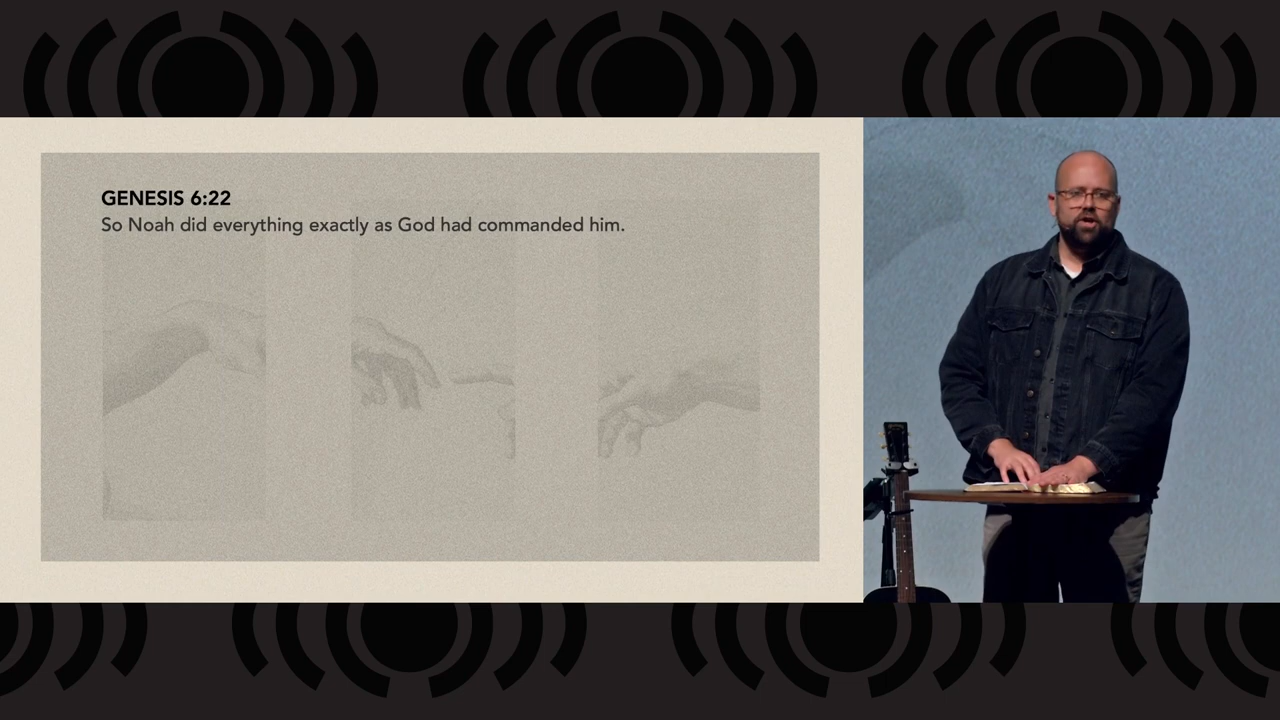 GENESIS 6:22
So Noah did everything exactly as God had commanded him.